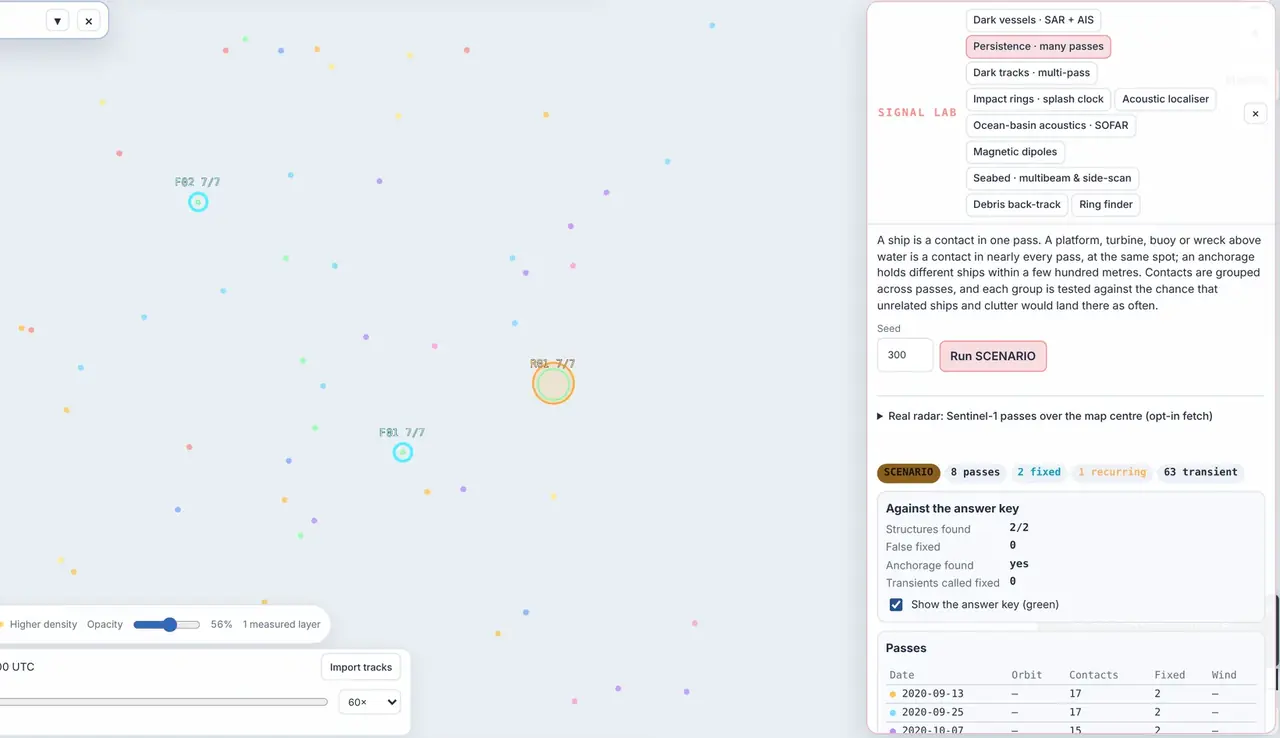 ▼ ×
F02 7/7
R01 7/7
F01 7/7
Higher density Opacity 56% 1 measured layer
00 UTC Import tracks
60×
SIGNAL LAB
Dark vessels · SAR + AIS
Persistence · many passes
Dark tracks · multi-pass
Impact rings · splash clock Acoustic localiser
Ocean-basin acoustics · SOFAR
Magnetic dipoles
Seabed · multibeam & side-scan
Debris back-track Ring finder
×
A ship is a contact in one pass. A platform, turbine, buoy or wreck above
water is a contact in nearly every pass, at the same spot; an anchorage
holds different ships within a few hundred metres. Contacts are grouped
across passes, and each group is tested against the chance that
unrelated ships and clutter would land there as often.
Seed
300 Run SCENARIO
▶ Real radar: Sentinel-1 passes over the map centre (opt-in fetch)
SCENARIO 8 passes 2 fixed 1 recurring 63 transient
Against the answer key
Structures found 2/2
False fixed 0
Anchorage found yes
Transients called fixed 0
Show the answer key (green)
Passes
Date Orbit Contacts Fixed Wind
2020-09-13 — 17 2 —
2020-09-25 — 17 2 —
2020-10-07 — 15 2 —